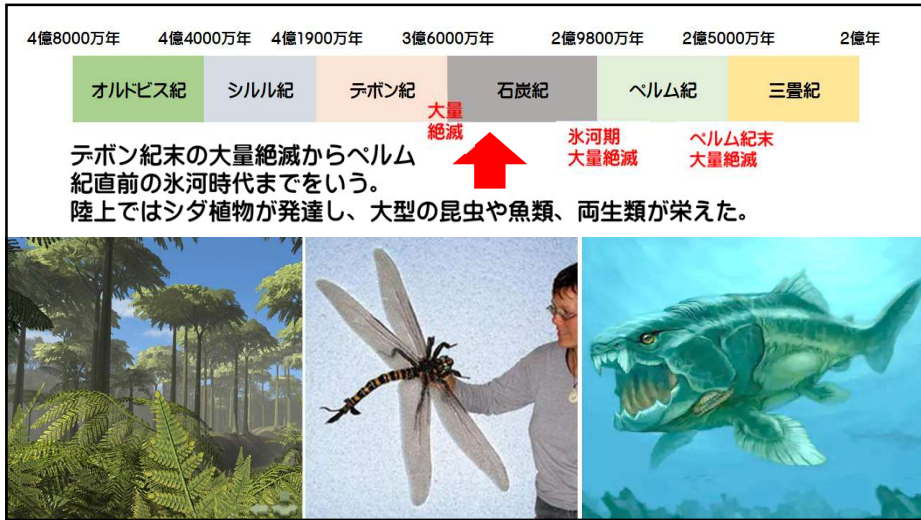 4億8000万年 4億4000万年 4億1900万年 3億6000万年 2億9800万年 2億5000万年 2億年
オルドビス紀 シルル紀 デボン紀 石炭紀 ペルム紀 三畳紀
大量
絶滅
氷河期
大量絶滅
ペルム紀末
大量絶滅
デボン紀末の大量絶滅からペルム
紀直前の氷河時代までをいう。
陸上ではシダ植物が発達し、大型の昆虫や魚類、両生類が栄えた。